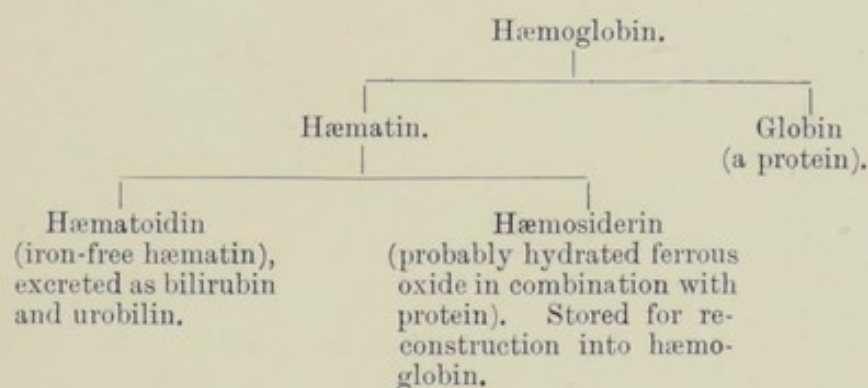 Hæmoglobin.
Hæmatin.
Globin
(a protein).
Hæmatoidin
(iron-free hæmatin),
excreted as bilirubin
and urobilin.
Hæmosiderin
(probably hydrated ferrous
oxide in combination with
protein). Stored for re-
construction into hæmo-
globin.